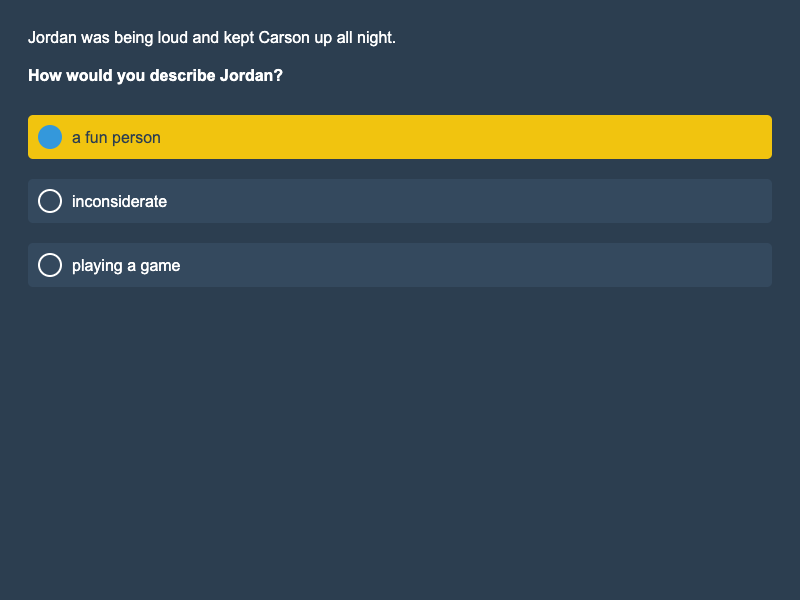 Jordan was being loud and kept Carson up all night.
How would you describe Jordan?
a fun person
inconsiderate
playing a game